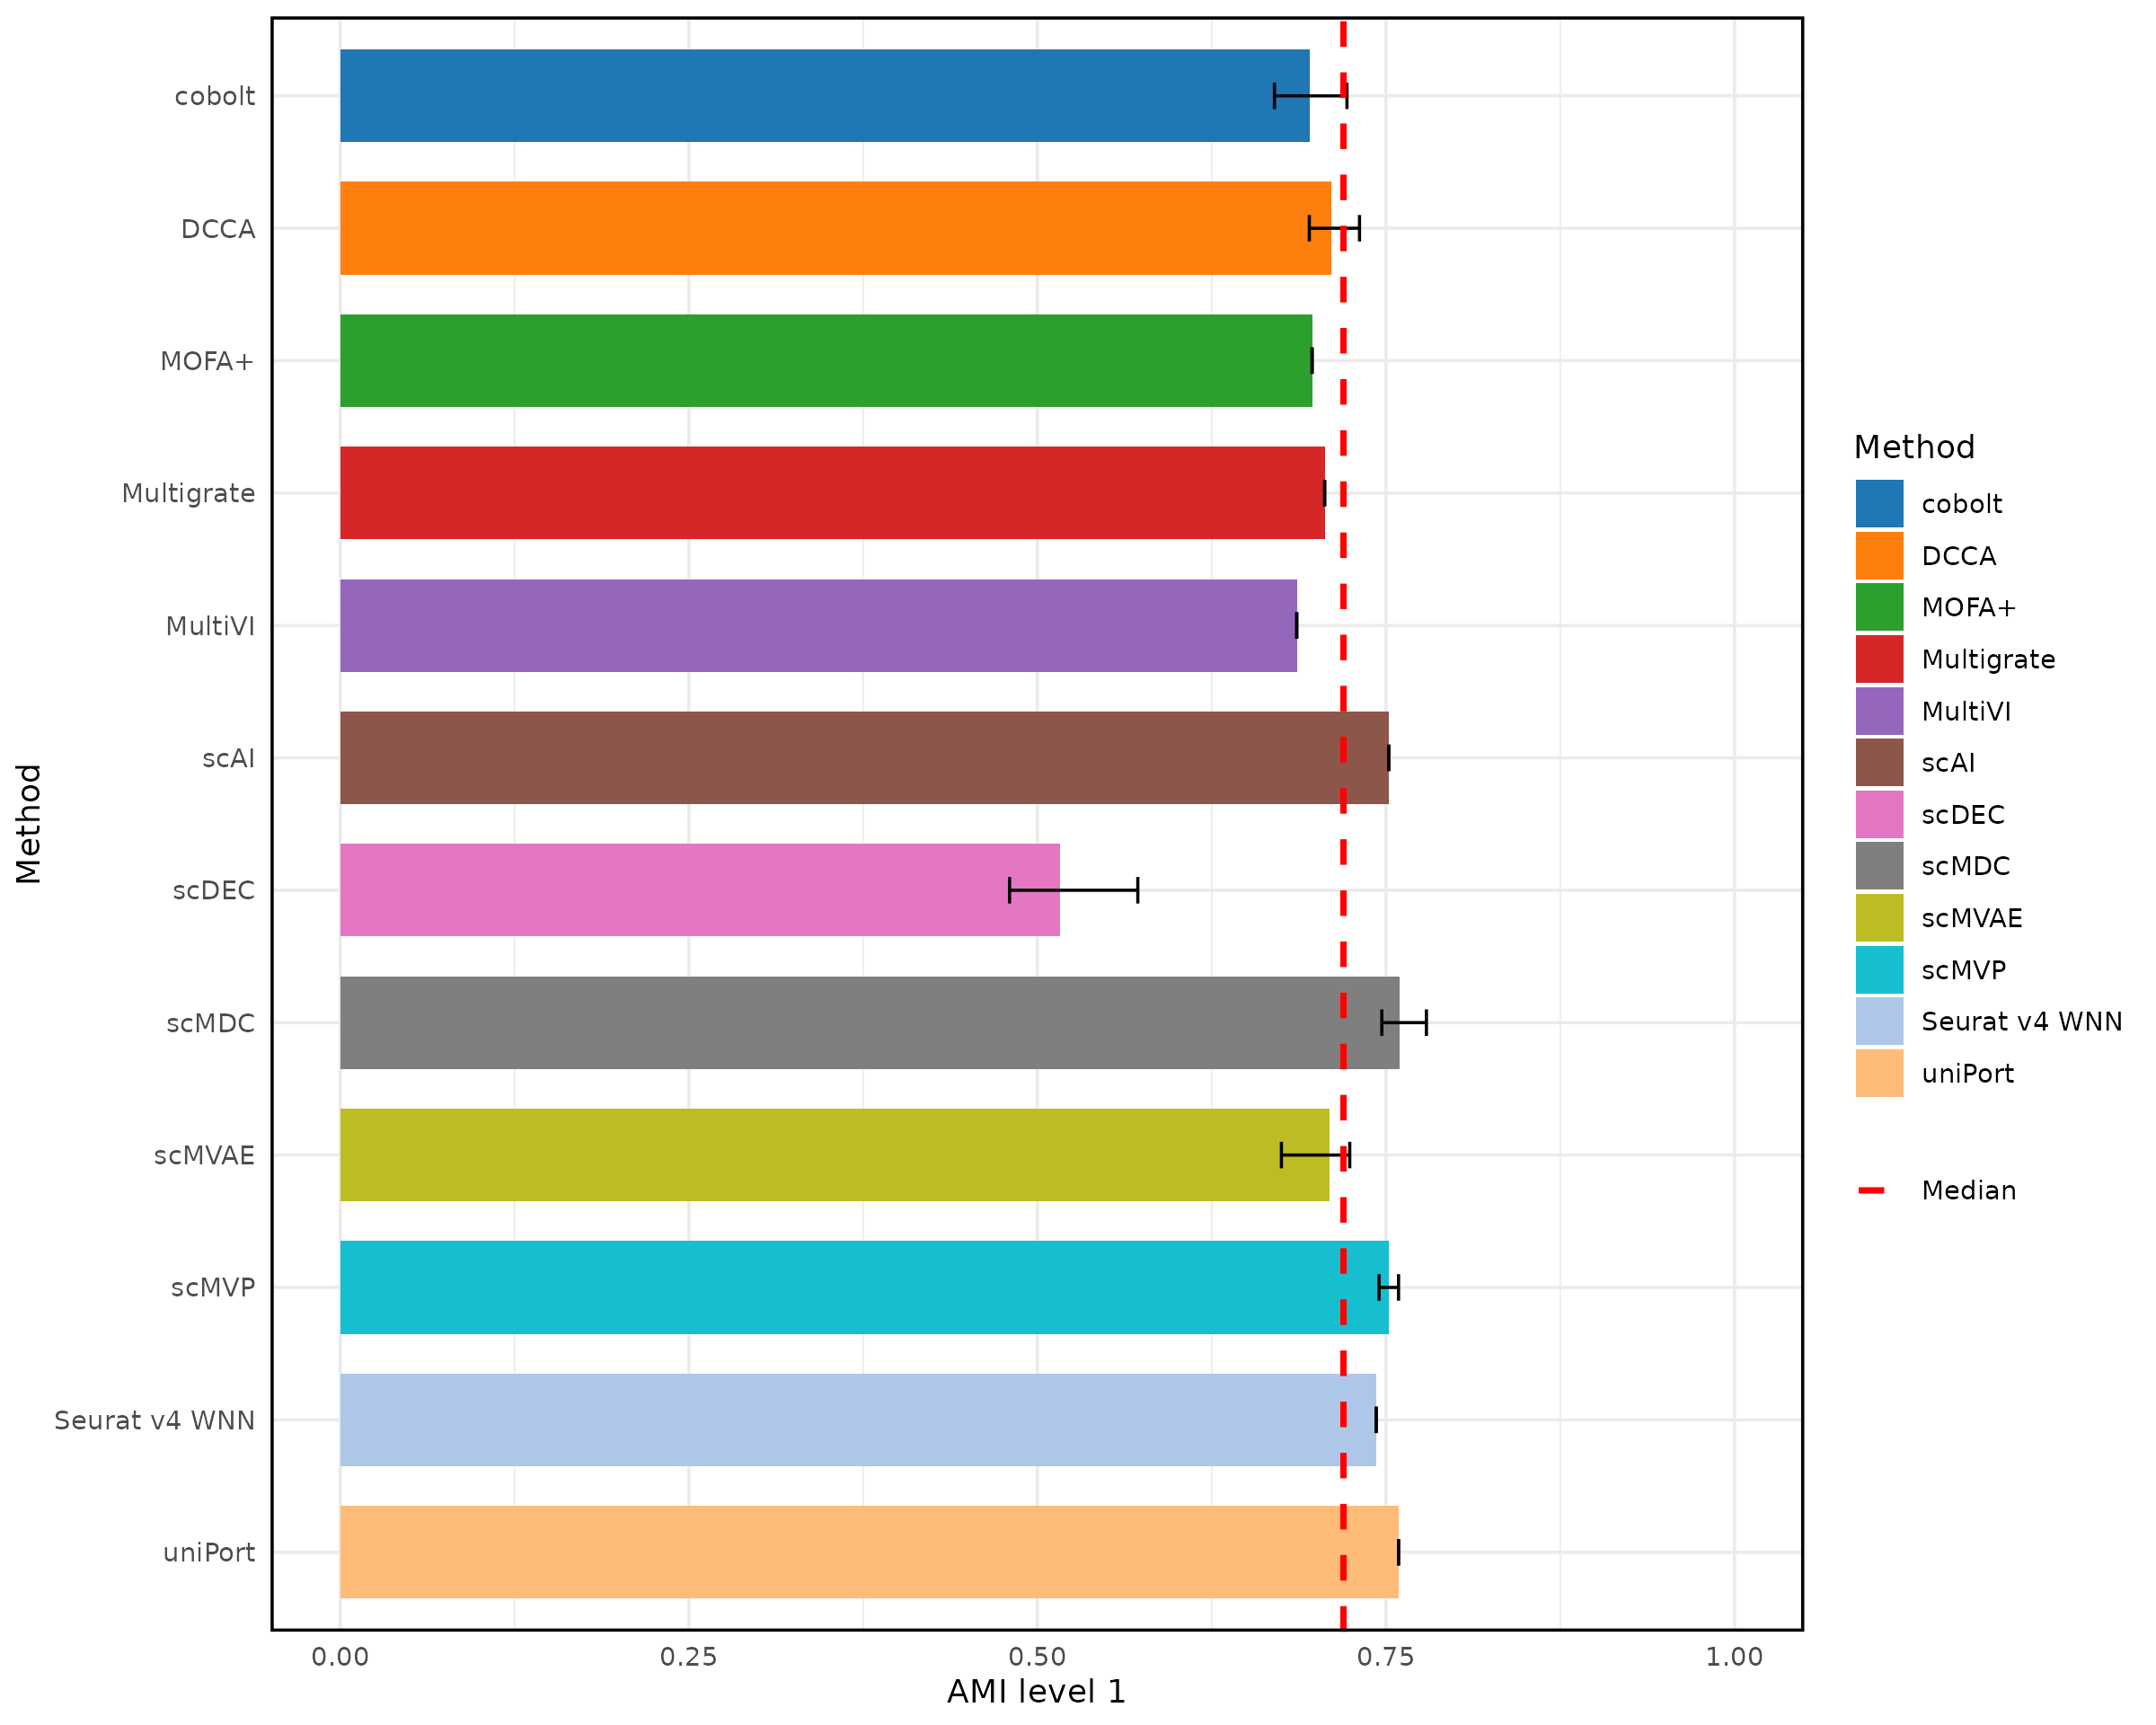 Method
cobolt
DCCA
MOFA+
Multigrate
MultiVI
scAI
scDEC
scMDC
scMVAE
scMVP
Seurat v4 WNN
uniPort
0.00 0.25 0.50 0.75 1.00
AMI level 1
Method
cobolt
DCCA
MOFA+
Multigrate
MultiVI
scAI
scDEC
scMDC
scMVAE
scMVP
Seurat v4 WNN
uniPort
Median